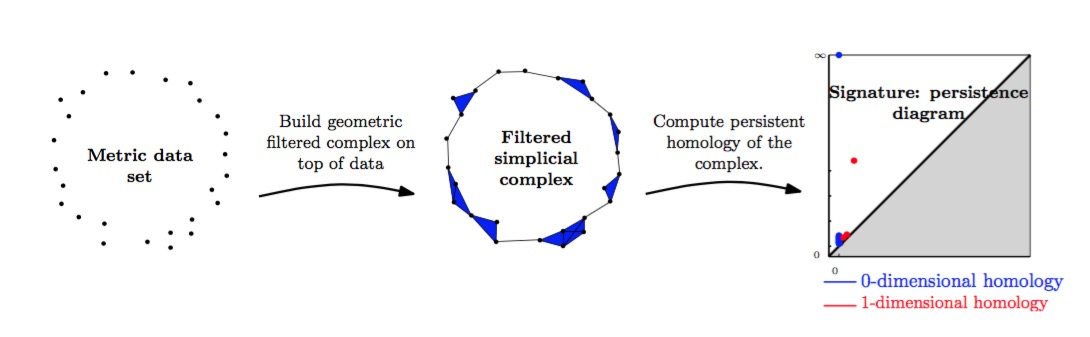 Metric data
set
Build geometric
filtered complex on
top of data
Filtered
simplicial
complex
Compute persistent
homology of the
complex.
∞
Signature: persistence
diagram
0
0
0-dimensional homology
1-dimensional homology